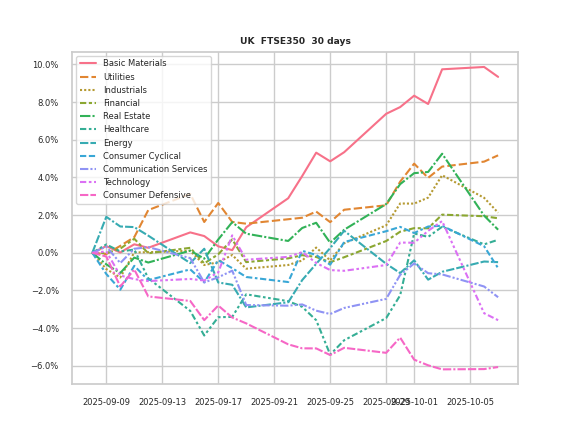 UK  FTSE350  30 days
10.0%
8.0%
6.0%
4.0%
2.0%
0.0%
−2.0%
−4.0%
−6.0%
Basic Materials
Utilities
Industrials
Financial
Real Estate
Healthcare
Energy
Consumer Cyclical
Communication Services
Technology
Consumer Defensive
2025-09-09 2025-09-13 2025-09-17 2025-09-21 2025-09-25 2025-09-29 2025-10-01 2025-10-05